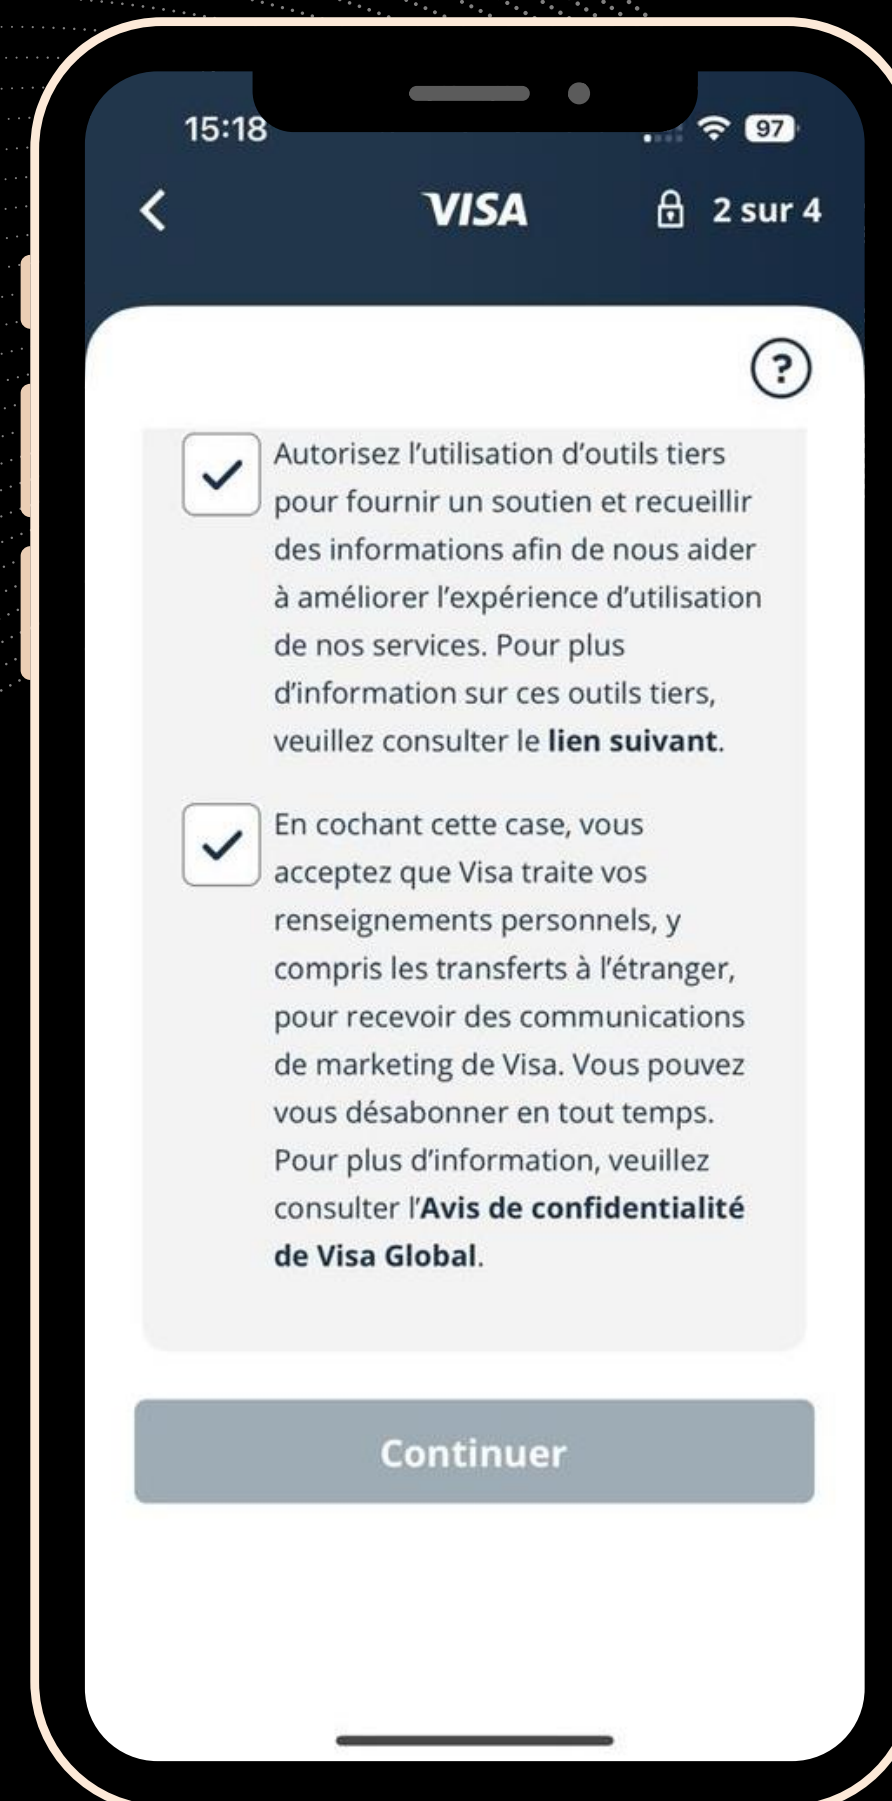 15:18
97
VISA
2 sur 4
?
Autorisez l’utilisation d’outils tiers
pour fournir un soutien et recueillir
des informations afin de nous aider
à améliorer l’expérience d’utilisation
de nos services. Pour plus
d’information sur ces outils tiers,
veuillez consulter le lien suivant.
En cochant cette case, vous
acceptez que Visa traite vos
renseignements personnels, y
compris les transferts à l’étranger,
pour recevoir des communications
de marketing de Visa. Vous pouvez
vous désabonner en tout temps.
Pour plus d’information, veuillez
consulter l’Avis de confidentialité
de Visa Global.
Continuer